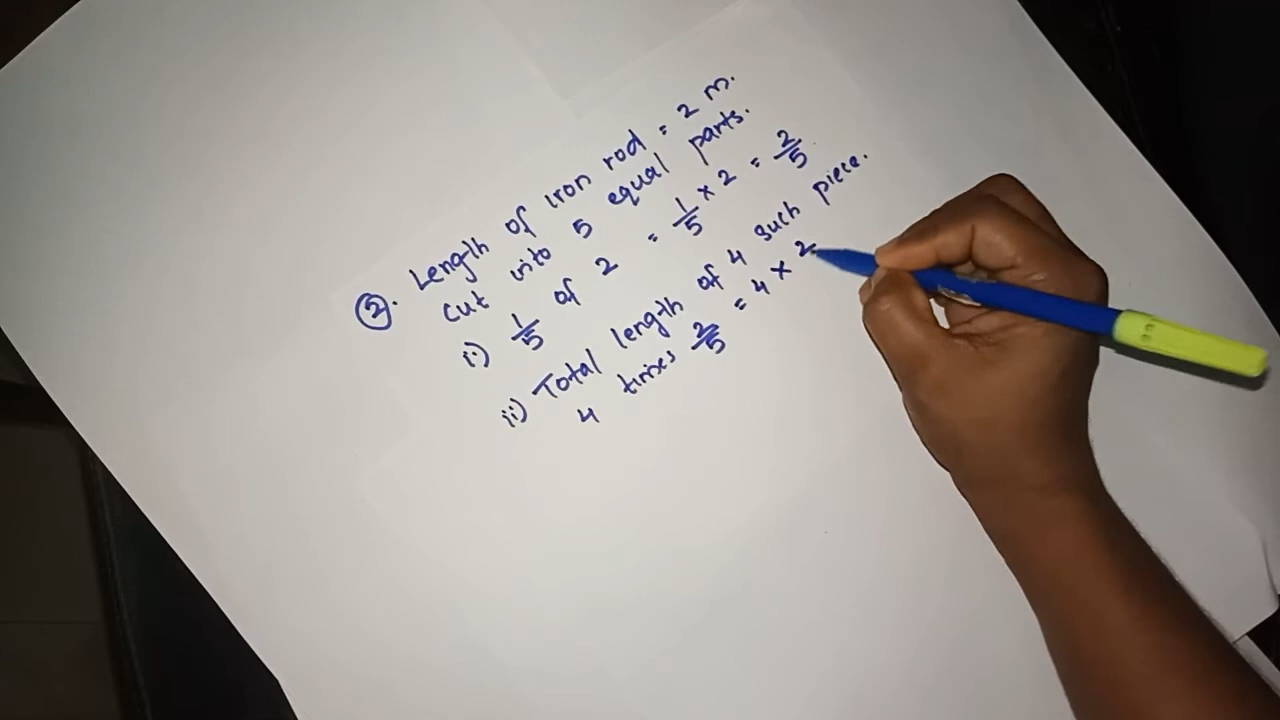 ②. Length of iron rod = 2 m.
Cut into 5 equal parts.
i) 1/5 of 2 = 1/5 × 2 = 2/5
ii) Total length of 4 such piece.
4 times 2/5 = 4 × 2